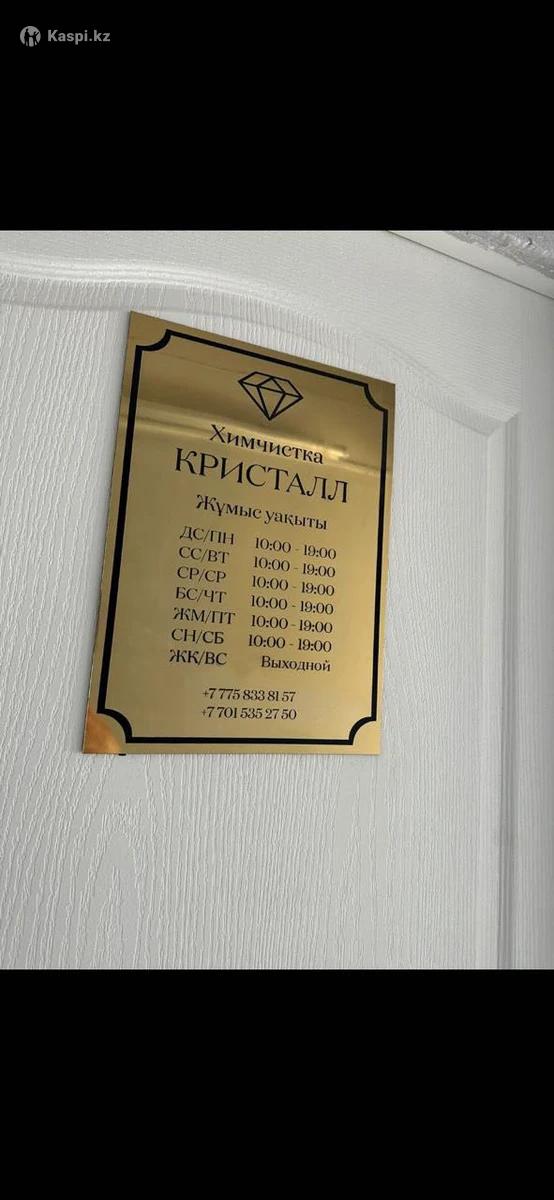 Kaspi.kz
Химчистка
КРИСТАЛЛ
Жұмыс уақыты
ДС/ПН 10:00 - 19:00
СС/ВТ 10:00 - 19:00
СР/СР 10:00 - 19:00
БС/ЧТ 10:00 - 19:00
ЖМ/ПТ 10:00 - 19:00
СН/СБ 10:00 - 19:00
ЖК/ВС Выходной
+7 775 833 81 57
+7 701 535 27 50